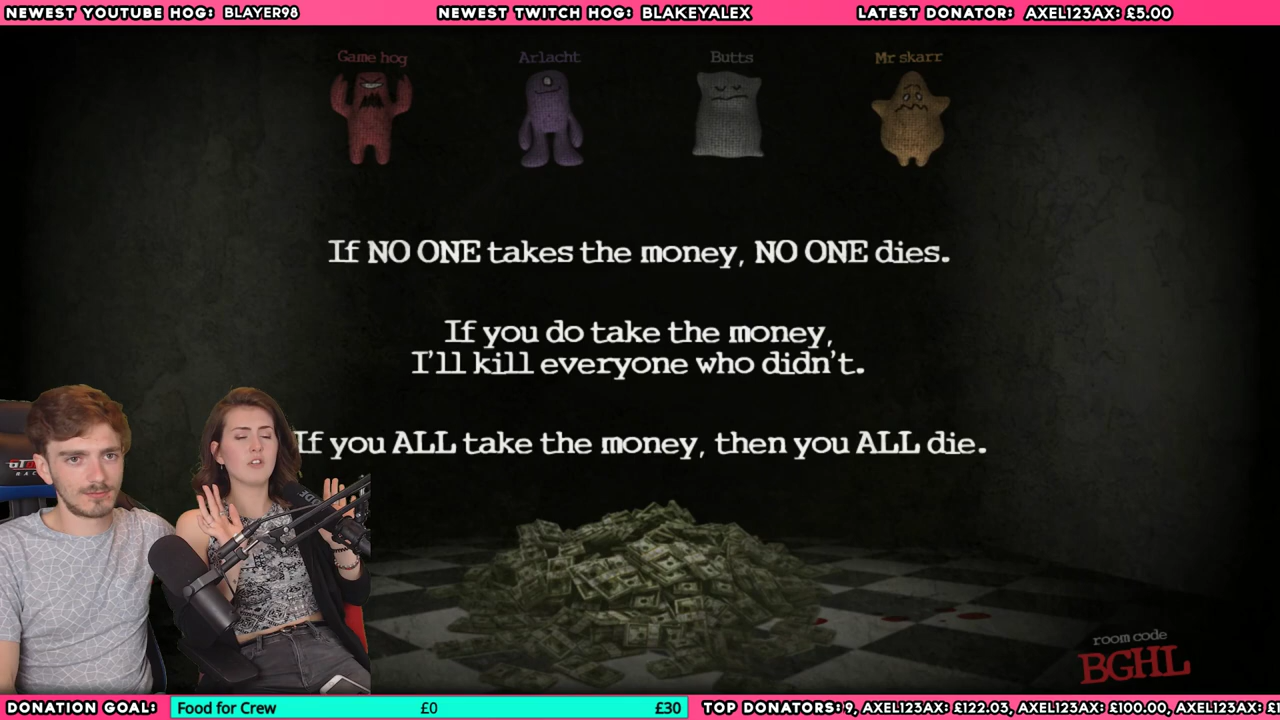 NEWEST YOUTUBE HOG: BLAYER98
NEWEST TWITCH HOG: BLAKEYALEX
LATEST DONATOR: AXEL123AX: £5.00
Game hog
Arlacht
Butts
Mr skarr
If NO ONE takes the money, NO ONE dies.
If you do take the money,
I'll kill everyone who didn't.
If you ALL take the money, then you ALL die.
room code
BGHL
DONATION GOAL:
Food for Crew
£0
£30
TOP DONATORS: 9, AXEL123AX: £122.03, AXEL123AX: £100.00, AXEL123AX: £1